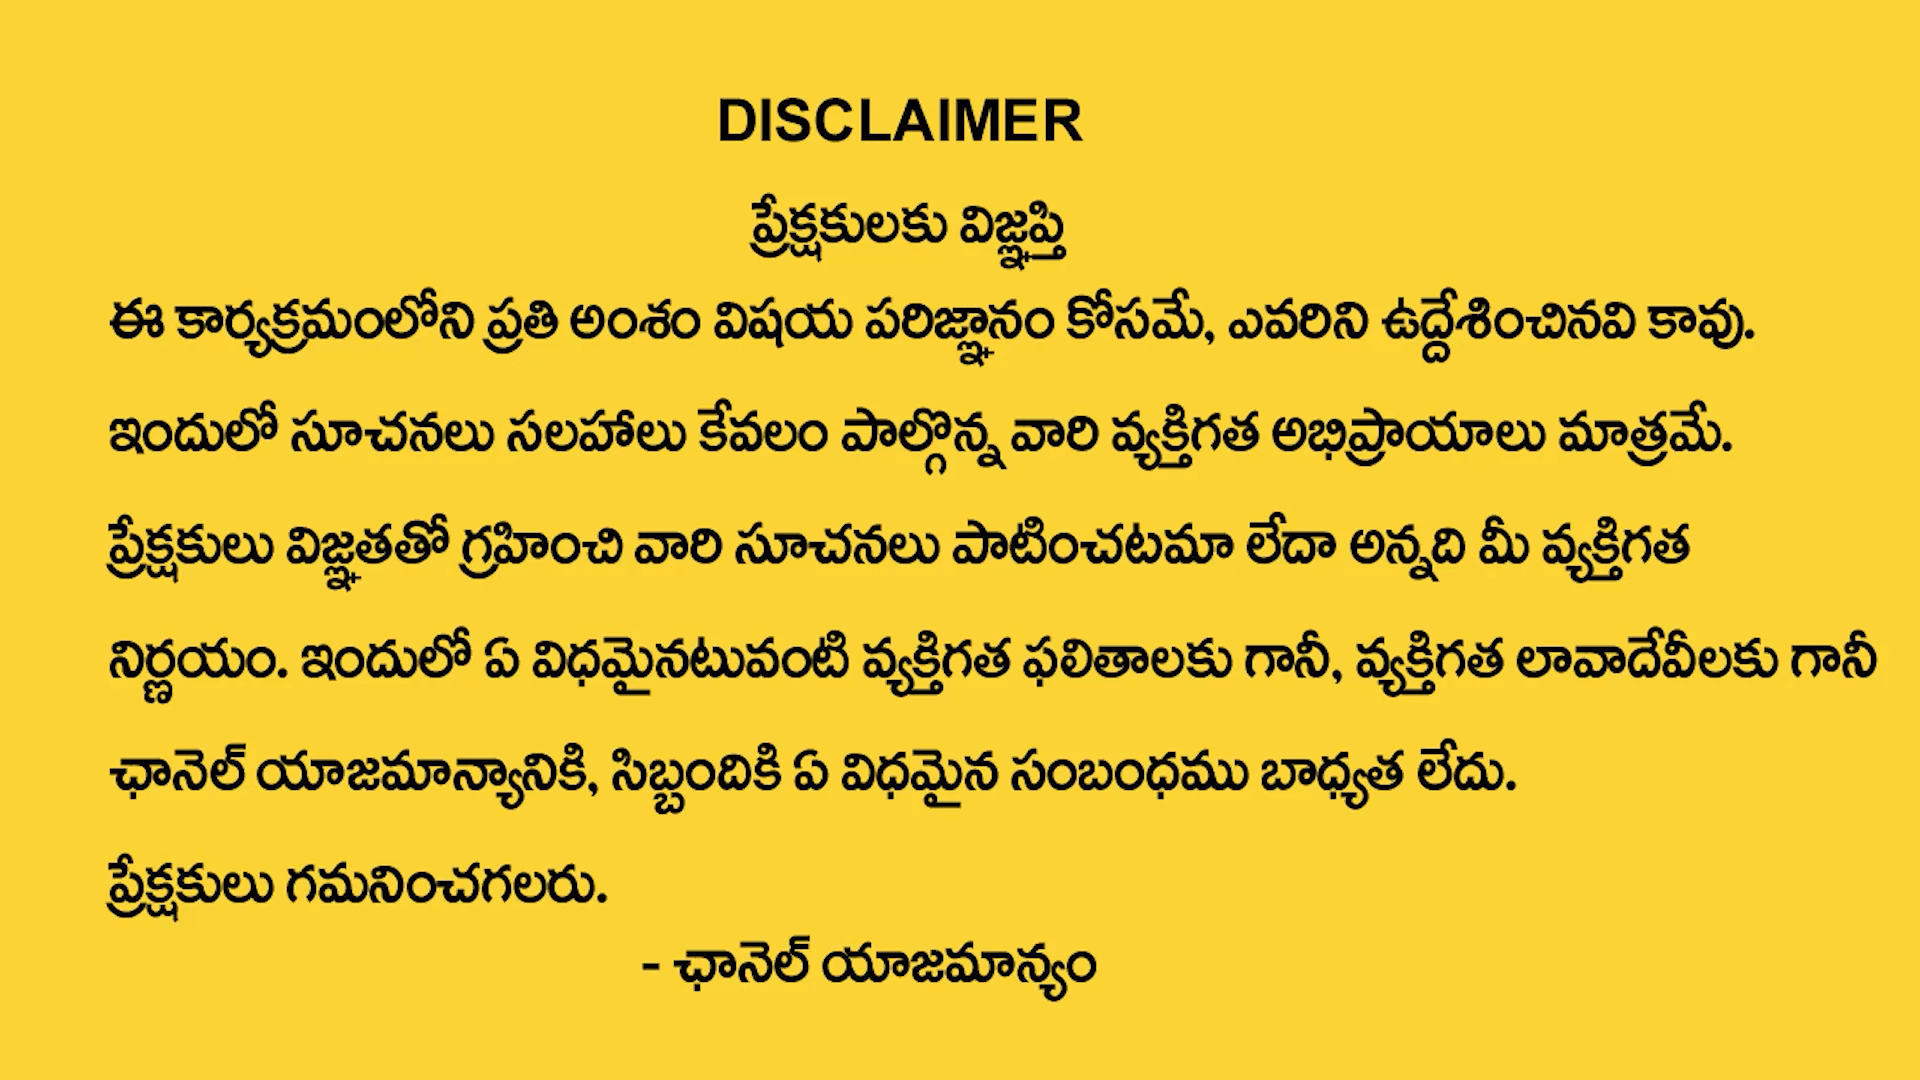 DISCLAIMER
ప్రేక్షకులకు విజ్ఞప్తి
ఈ కార్యక్రమంలోని ప్రతి అంశం విషయ పరిజ్ఞానం కోసమే, ఎవరిని ఉద్దేశించినవి కావు.
ఇందులో సూచనలు సలహాలు కేవలం పాల్గొన్న వారి వ్యక్తిగత అభిప్రాయాలు మాత్రమే.
ప్రేక్షకులు విజ్ఞతతో గ్రహించి వారి సూచనలు పాటించటమా లేదా అన్నది మీ వ్యక్తిగత
నిర్ణయం. ఇందులో ఏ విధమైనటువంటి వ్యక్తిగత ఫలితాలకు గానీ, వ్యక్తిగత లావాదేవీలకు గానీ
ఛానెల్ యాజమాన్యానికి, సిబ్బందికి ఏ విధమైన సంబంధము బాధ్యత లేదు.
ప్రేక్షకులు గమనించగలరు.
- ఛానెల్ యాజమాన్యం